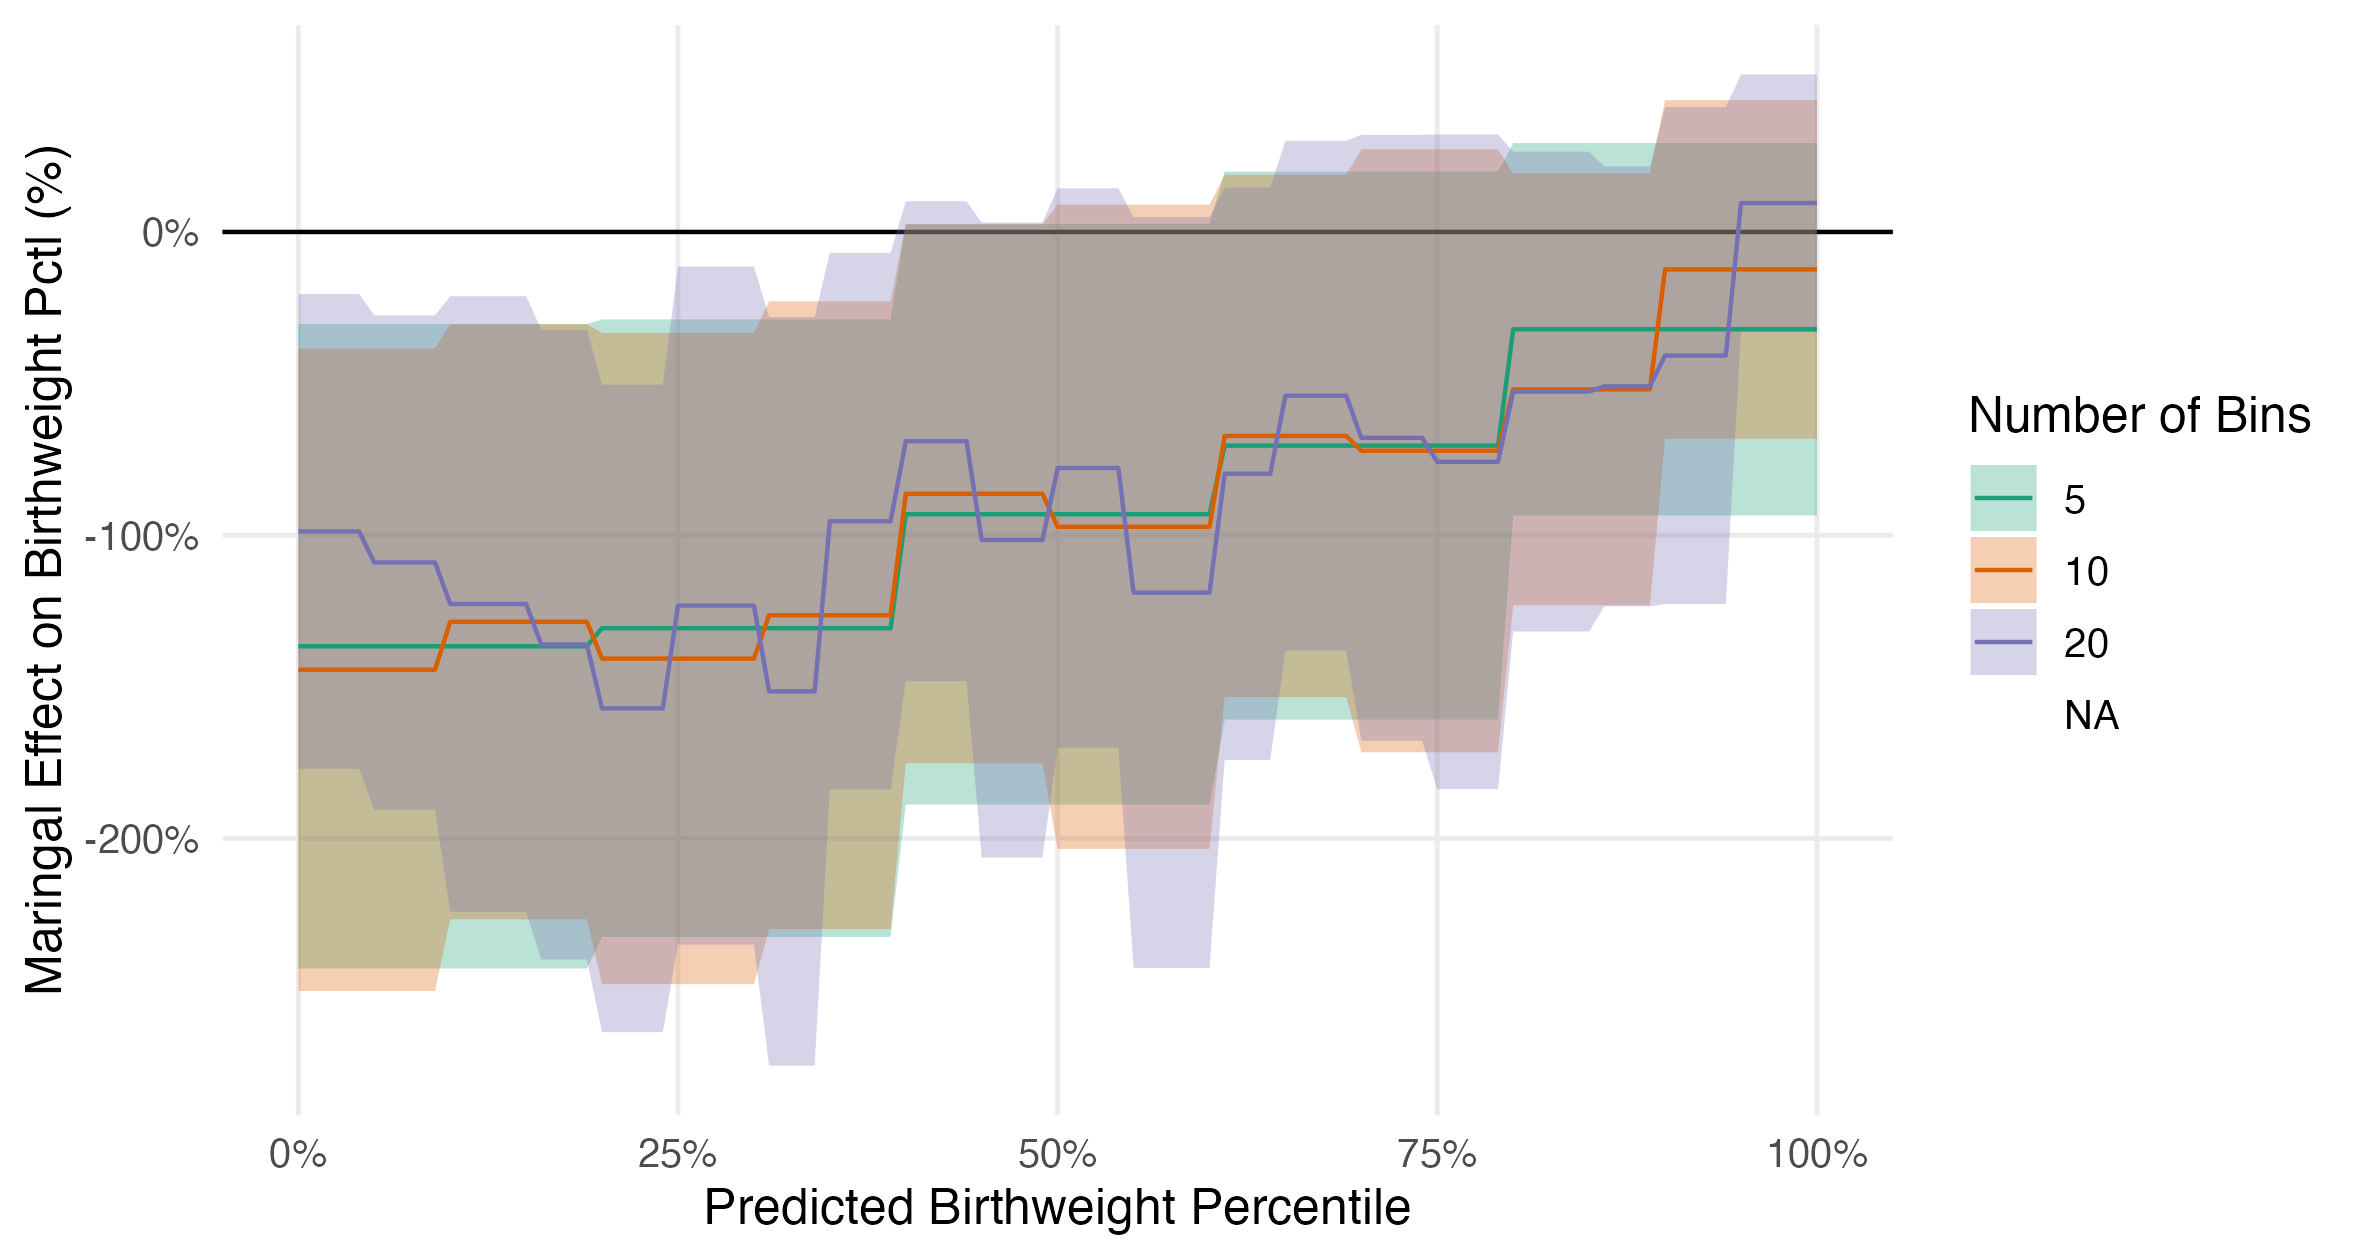 Maringal Effect on Birthweight Pctl (%)
0%
-100%
-200%
0%
25%
50%
75%
100%
Predicted Birthweight Percentile
Number of Bins
5
10
20
NA